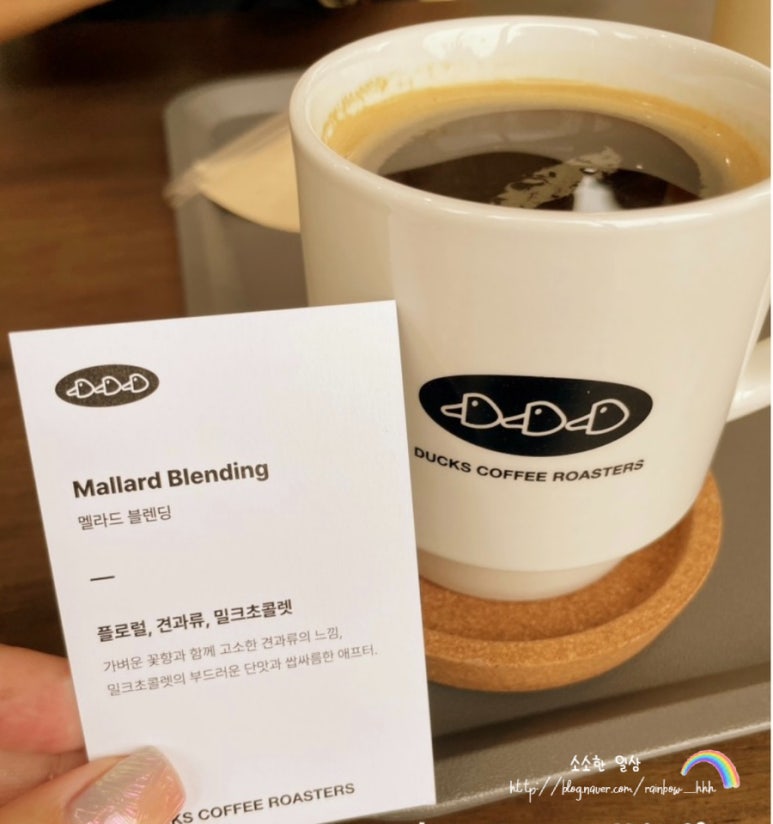 Mallard Blending
멜라드 블렌딩
플로럴, 견과류, 밀크초콜렛
가벼운 꽃향과 함께 고소한 견과류의 느낌,
밀크초콜렛의 부드러운 단맛과 쌉싸름한 애프터.
KS COFFEE ROASTERS
DUCKS COFFEE ROASTERS
소소한 일상
http://blog.naver.com/rainbow_hhh